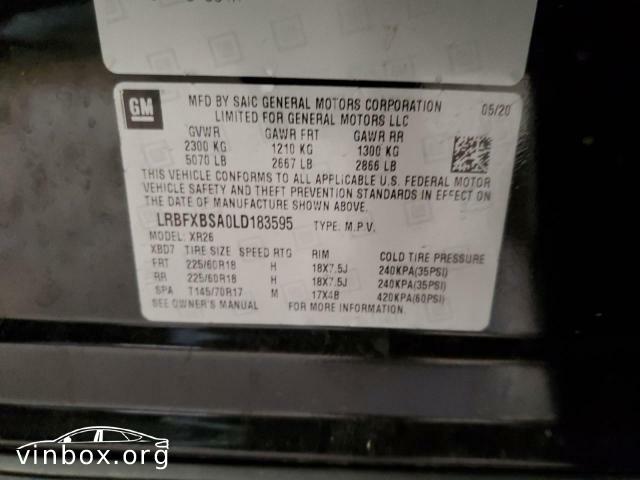 GM
MFD BY SAIC GENERAL MOTORS CORPORATION
LIMITED FOR GENERAL MOTORS LLC
05/20
GVWR GAWR FRT GAWR RR
2300 KG 1210 KG 1300 KG
5070 LB 2667 LB 2866 LB
THIS VEHICLE CONFORMS TO ALL APPLICABLE U.S. FEDERAL MOTOR
VEHICLE SAFETY AND THEFT PREVENTION STANDARDS IN EFFECT ON
THE DATE OF MANUFACTURE SHOWN ABOVE.
LRBFXBSA0LD183595 TYPE: M.P.V.
MODEL: XR26
XBD7 TIRE SIZE SPEED RTG RIM COLD TIRE PRESSURE
FRT 225/60R18 H 18X7.5J 240KPA(35PSI)
RR 225/60R18 H 18X7.5J 240KPA(35PSI)
SPA T145/70R17 M 17X4B 420KPA(60PSI)
SEE OWNER'S MANUAL FOR MORE INFORMATION.
vinbox.org